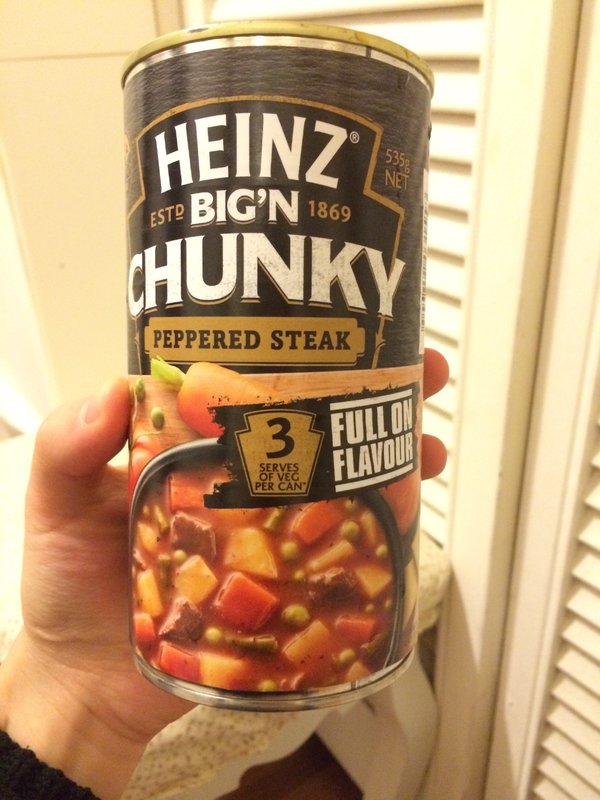 HEINZ®
535g
NET
ESTD BIG'N 1869
CHUNKY
PEPPERED STEAK
3
SERVES
OF VEG
PER CAN*
FULL ON
FLAVOUR